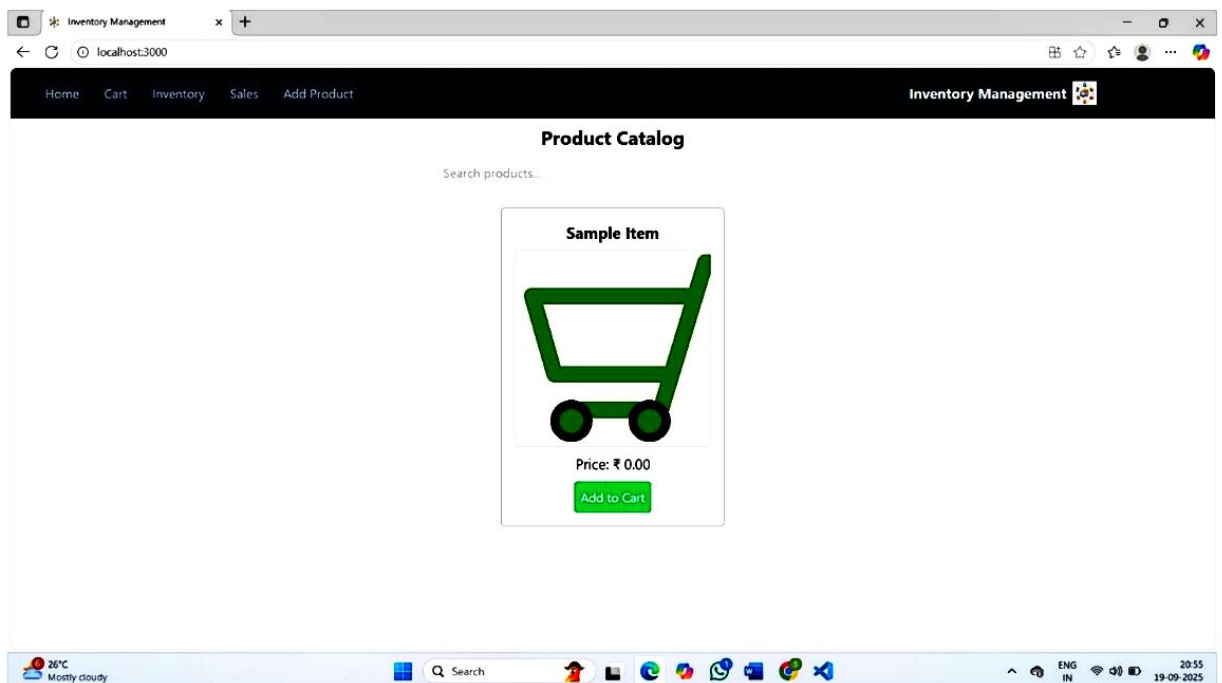 Inventory Management
localhost:3000
Home Cart Inventory Sales Add Product Inventory Management
Product Catalog
Search products...
Sample Item
Price: ₹ 0.00
Add to Cart
6 26°C
Mostly cloudy
Search
ENG
IN
20:55
19-09-2025